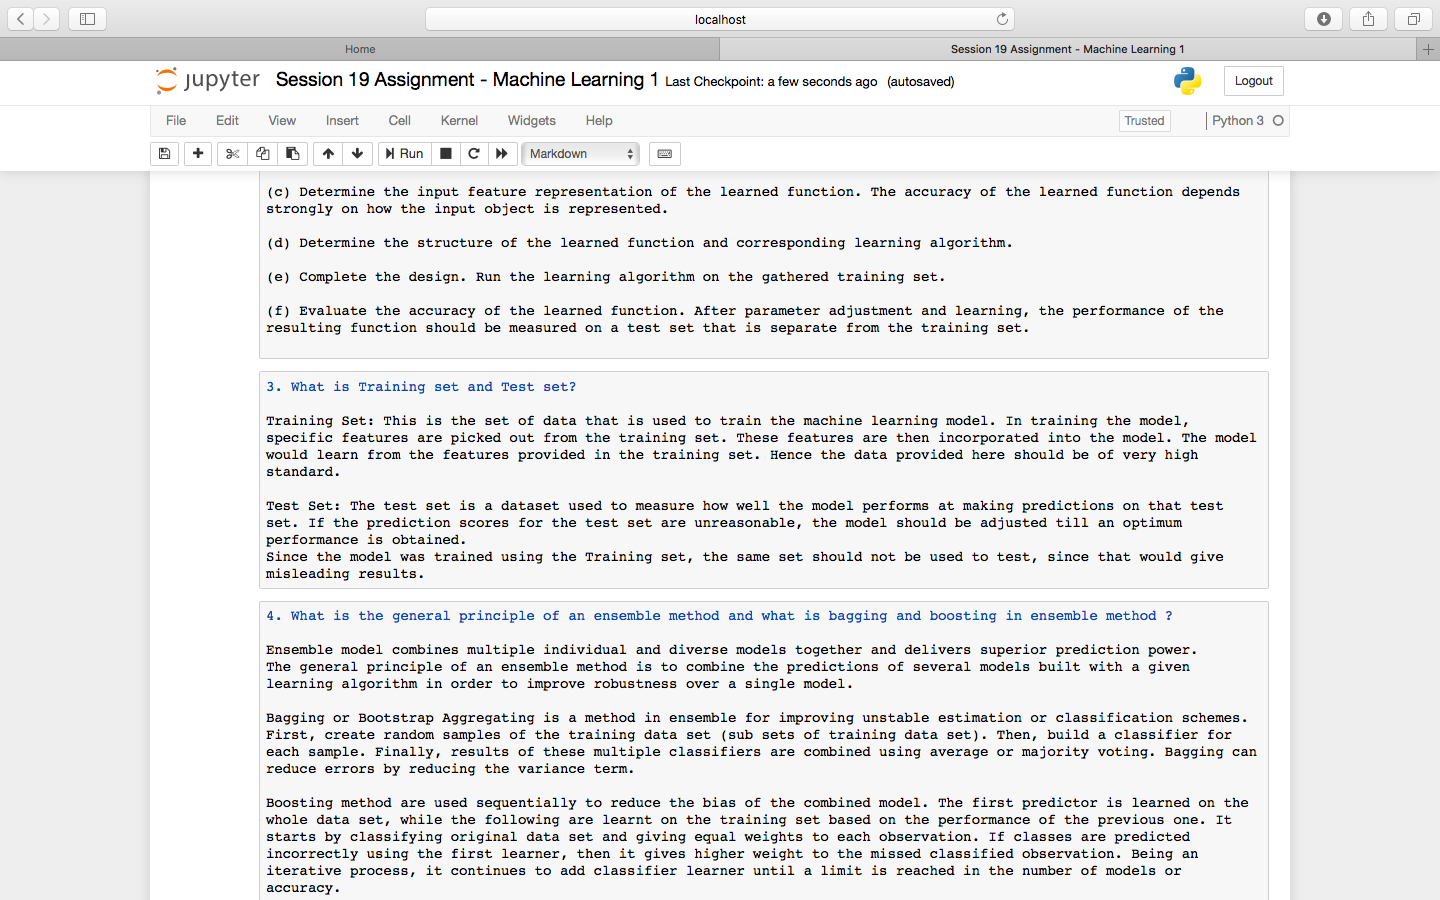 localhost
Home
Session 19 Assignment - Machine Learning 1
jupyter Session 19 Assignment - Machine Learning 1 Last Checkpoint: a few seconds ago (autosaved)
Logout
File Edit View Insert Cell Kernel Widgets Help
Trusted
Python 3
Run
Markdown
(c) Determine the input feature representation of the learned function. The accuracy of the learned function depends
strongly on how the input object is represented.
(d) Determine the structure of the learned function and corresponding learning algorithm.
(e) Complete the design. Run the learning algorithm on the gathered training set.
(f) Evaluate the accuracy of the learned function. After parameter adjustment and learning, the performance of the
resulting function should be measured on a test set that is separate from the training set.
3. What is Training set and Test set?
Training Set: This is the set of data that is used to train the machine learning model. In training the model,
specific features are picked out from the training set. These features are then incorporated into the model. The model
would learn from the features provided in the training set. Hence the data provided here should be of very high
standard.
Test Set: The test set is a dataset used to measure how well the model performs at making predictions on that test
set. If the prediction scores for the test set are unreasonable, the model should be adjusted till an optimum
performance is obtained.
Since the model was trained using the Training set, the same set should not be used to test, since that would give
misleading results.
4. What is the general principle of an ensemble method and what is bagging and boosting in ensemble method ?
Ensemble model combines multiple individual and diverse models together and delivers superior prediction power.
The general principle of an ensemble method is to combine the predictions of several models built with a given
learning algorithm in order to improve robustness over a single model.
Bagging or Bootstrap Aggregating is a method in ensemble for improving unstable estimation or classification schemes.
First, create random samples of the training data set (sub sets of training data set). Then, build a classifier for
each sample. Finally, results of these multiple classifiers are combined using average or majority voting. Bagging can
reduce errors by reducing the variance term.
Boosting method are used sequentially to reduce the bias of the combined model. The first predictor is learned on the
whole data set, while the following are learnt on the training set based on the performance of the previous one. It
starts by classifying original data set and giving equal weights to each observation. If classes are predicted
incorrectly using the first learner, then it gives higher weight to the missed classified observation. Being an
iterative process, it continues to add classifier learner until a limit is reached in the number of models or
accuracy.